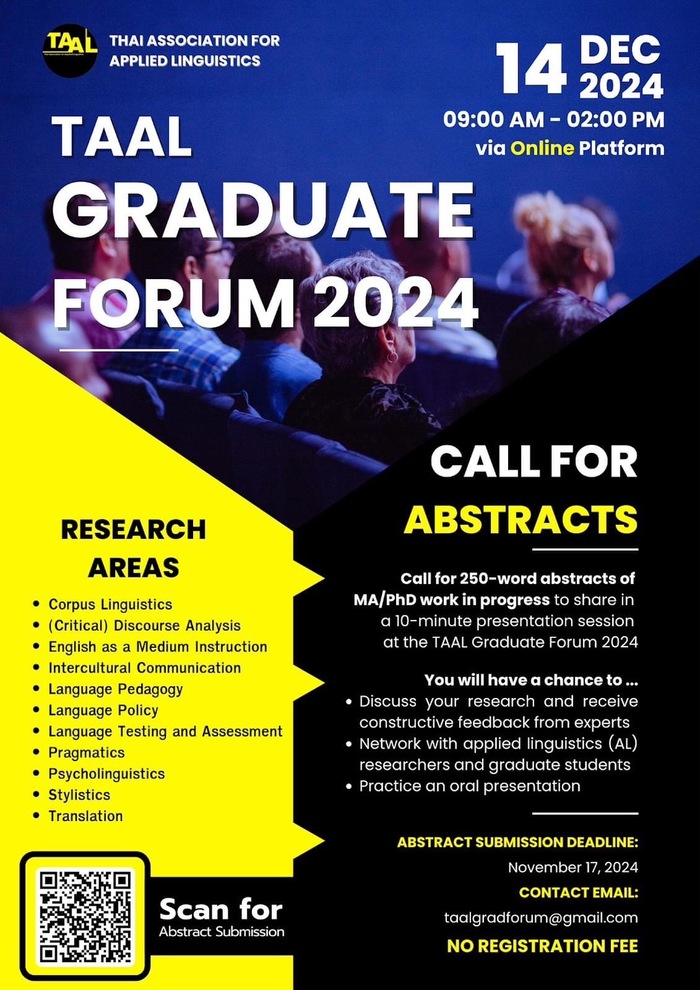 TAAL
THAI ASSOCIATION FOR
APPLIED LINGUISTICS
14 DEC
2024
09:00 AM - 02:00 PM
via Online Platform
TAAL
GRADUATE
FORUM 2024
CALL FOR
ABSTRACTS
Call for 250-word abstracts of
MA/PhD work in progress to share in
a 10-minute presentation session
at the TAAL Graduate Forum 2024
You will have a chance to ...
• Discuss your research and receive
constructive feedback from experts
• Network with applied linguistics (AL)
researchers and graduate students
• Practice an oral presentation
ABSTRACT SUBMISSION DEADLINE:
November 17, 2024
CONTACT EMAIL:
taalgradforum@gmail.com
NO REGISTRATION FEE
RESEARCH
AREAS
• Corpus Linguistics
• (Critical) Discourse Analysis
• English as a Medium Instruction
• Intercultural Communication
• Language Pedagogy
• Language Policy
• Language Testing and Assessment
• Pragmatics
• Psycholinguistics
• Stylistics
• Translation
Scan for
Abstract Submission